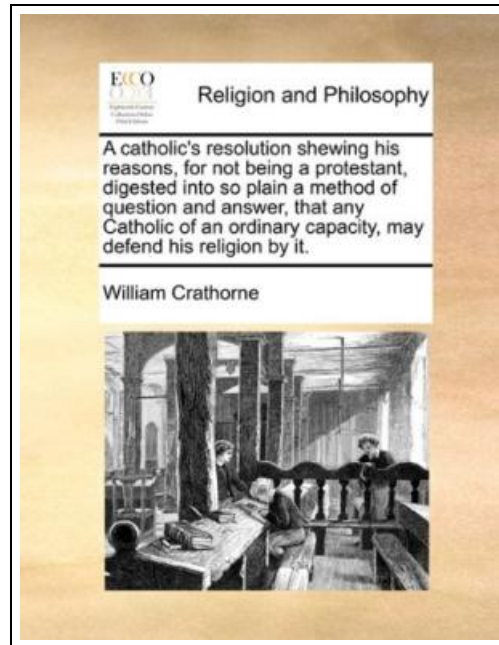 ECCO
Religion and Philosophy
A catholic's resolution shewing his
reasons, for not being a protestant,
digested into so plain a method of
question and answer, that any
Catholic of an ordinary capacity, may
defend his religion by it.
William Crathorne